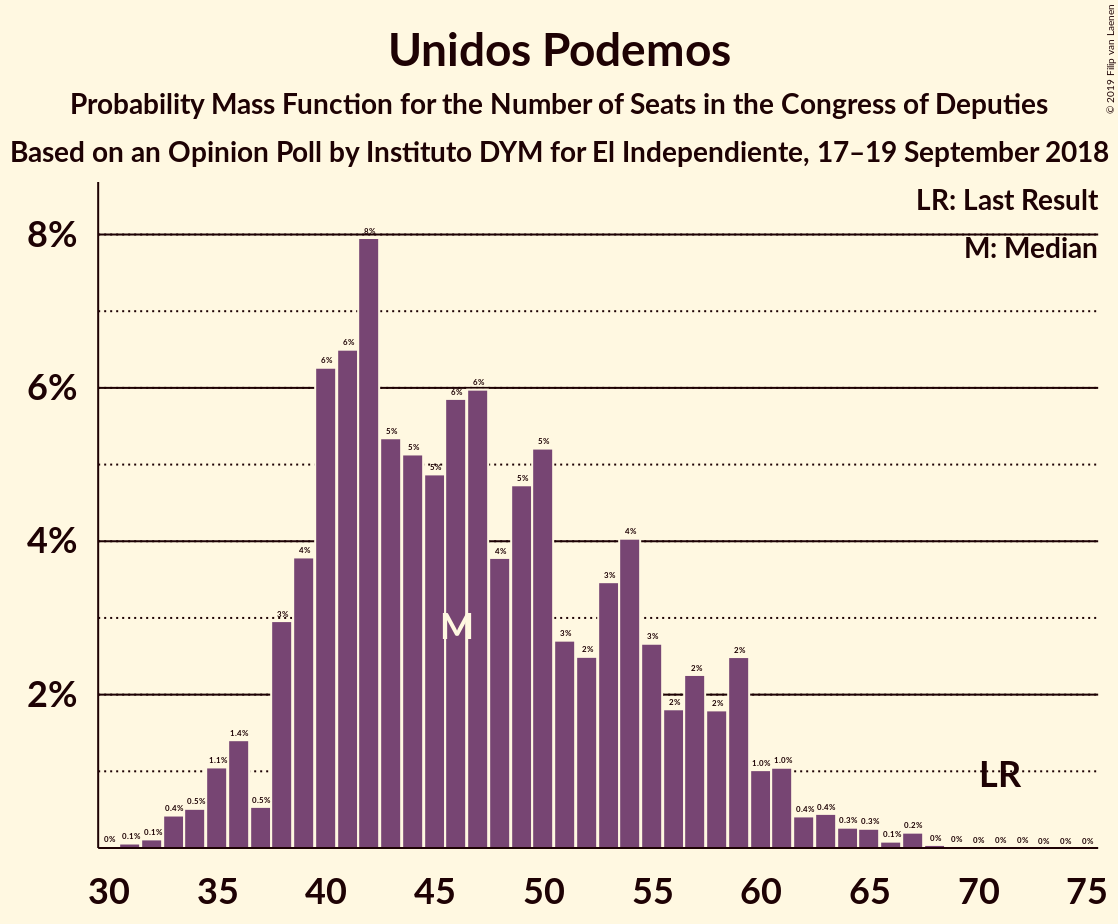 Unidos Podemos
Probability Mass Function for the Number of Seats in the Congress of Deputies
Based on an Opinion Poll by Instituto DYM for El Independiente, 17–19 September 2018
© 2019 Filip van Laenen
LR: Last Result
M: Median
8%
6%
4%
2%
0% 0.1% 0.1% 0.4% 0.5% 1.1% 1.4% 0.5% 3% 4% 6% 6% 8% 5% 5% 5% 6% 6% 4% 5% 5% 3% 2% 3% 4% 3% 2% 2% 2% 2% 1.0% 1.0% 0.4% 0.4% 0.3% 0.3% 0.1% 0.2% 0% 0% 0% 0% 0% 0% 0% 0%
M
LR
30 35 40 45 50 55 60 65 70 75